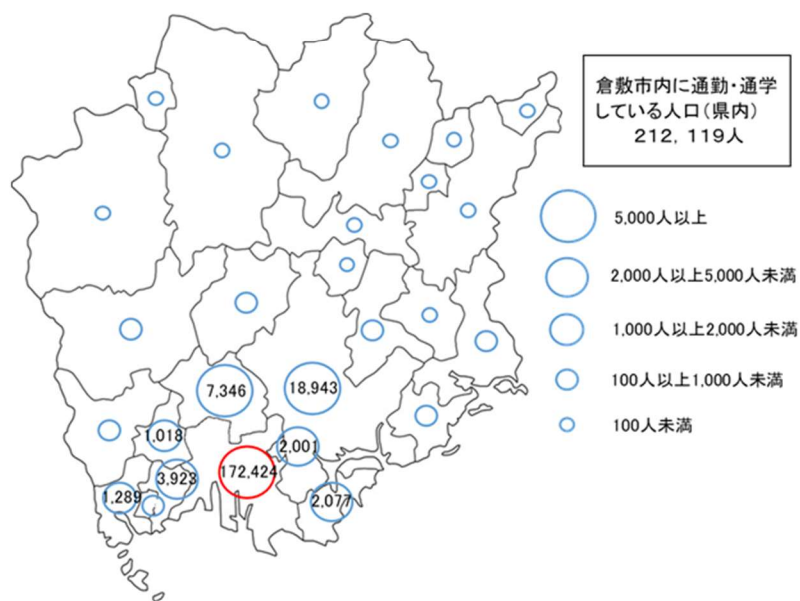 倉敷市内に通勤・通学
している人口(県内)
212,119人
5,000人以上
2,000人以上5,000人未満
1,000人以上2,000人未満
100人以上1,000人未満
100人未満
7,346
18,943
1,018
2,001
172,424
3,923
1,289
2,077